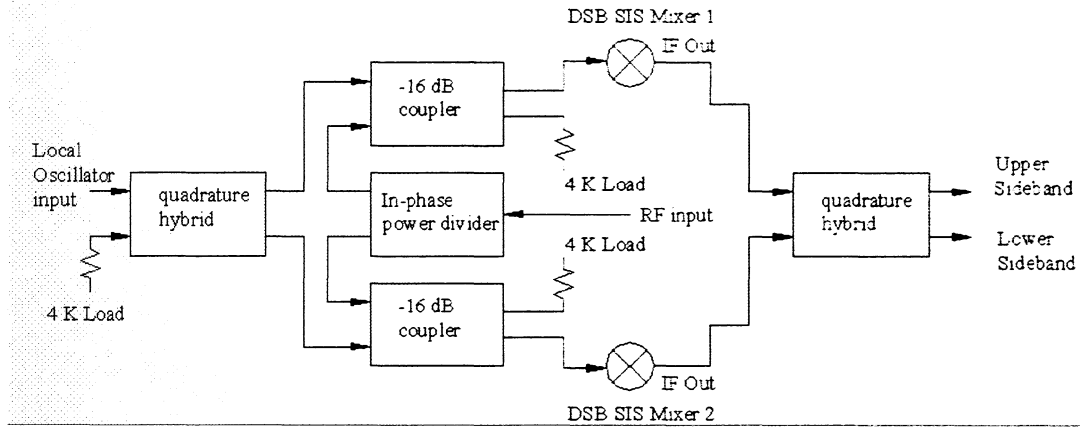 DSB SIS Mixer 1
IF Out
-16 dB
coupler
Local
Oscillator
input
quadrature
hybrid
4 K Load
In-phase
power divider
RF input
4 K Load
4 K Load
-16 dB
coupler
quadrature
hybrid
Upper
Sideband
Lower
Sideband
IF Out
DSB SIS Mixer 2